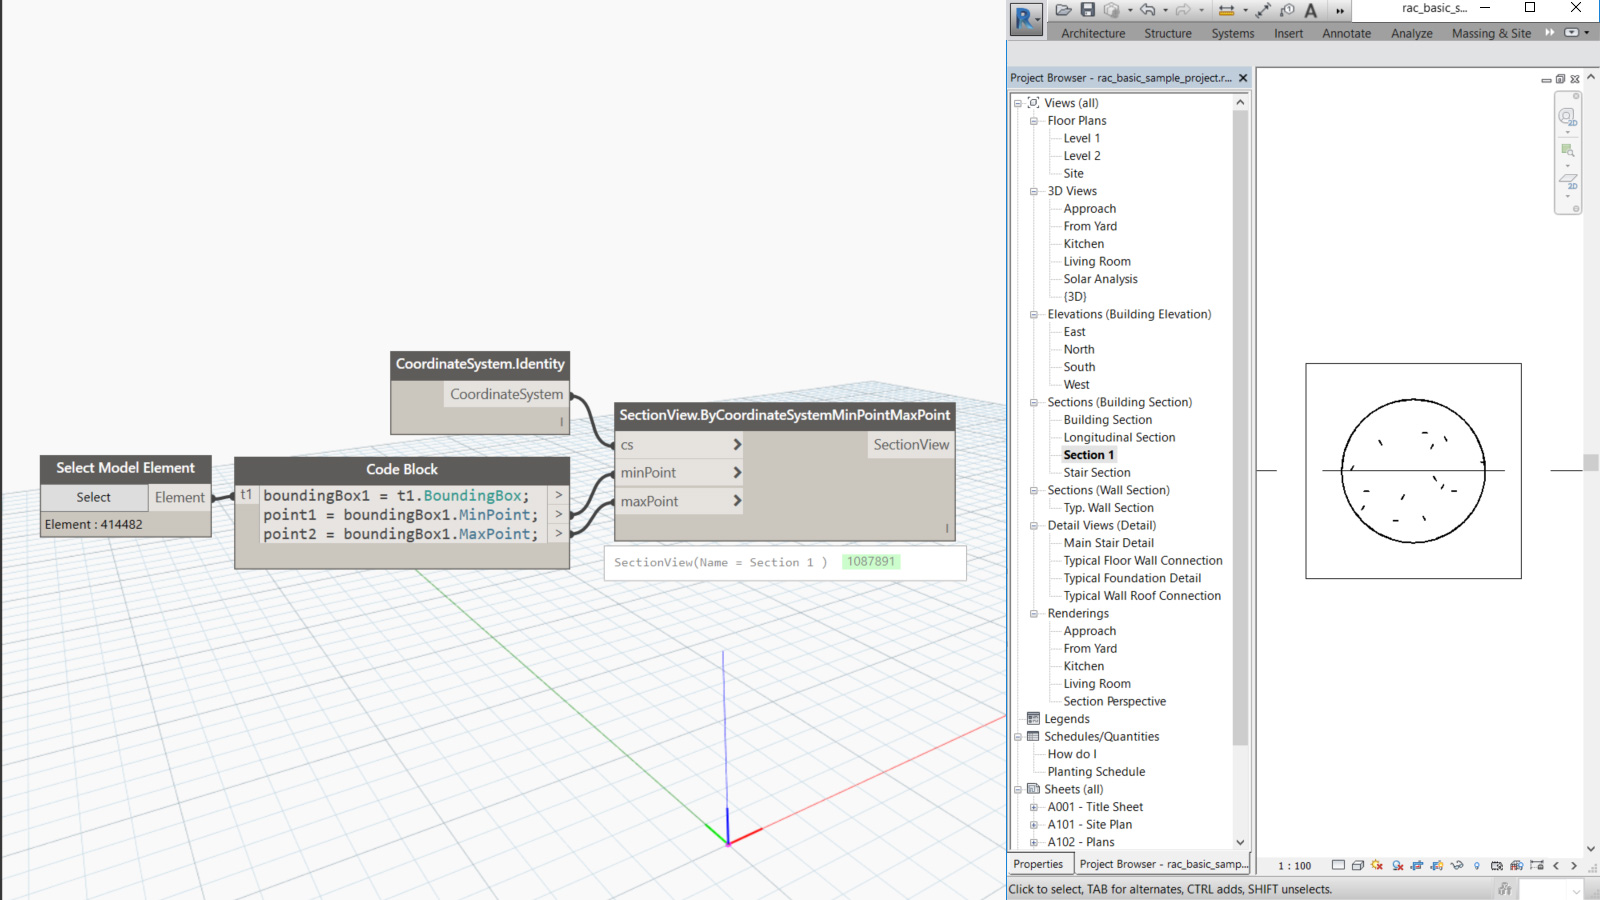 CoordinateSystem.Identity
CoordinateSystem
Select Model Element
Select
Element
Element : 414482
Code Block
t1
boundingBox1 = t1.BoundingBox; >
point1 = boundingBox1.MinPoint; >
point2 = boundingBox1.MaxPoint; >
SectionView.ByCoordinateSystemMinPointMaxPoint
cs
SectionView
minPoint
maxPoint
SectionView(Name = Section 1 ) 1087891
rac_basic_s...
Architecture Structure Systems Insert Annotate Analyze Massing & Site
Project Browser - rac_basic_sample_project.r...
Views (all)
Floor Plans
Level 1
Level 2
Site
3D Views
Approach
From Yard
Kitchen
Living Room
Solar Analysis
{3D}
Elevations (Building Elevation)
East
North
South
West
Sections (Building Section)
Building Section
Longitudinal Section
Section 1
Stair Section
Sections (Wall Section)
Typ. Wall Section
Detail Views (Detail)
Main Stair Detail
Typical Floor Wall Connection
Typical Foundation Detail
Typical Wall Roof Connection
Renderings
Approach
From Yard
Kitchen
Living Room
Section Perspective
Legends
Schedules/Quantities
How do I
Planting Schedule
Sheets (all)
A001 - Title Sheet
A101 - Site Plan
A102 - Plans
Properties
Project Browser - rac_basic_samp...
1 : 100
Click to select, TAB for alternates, CTRL adds, SHIFT unselects.
R
A
2D
2D